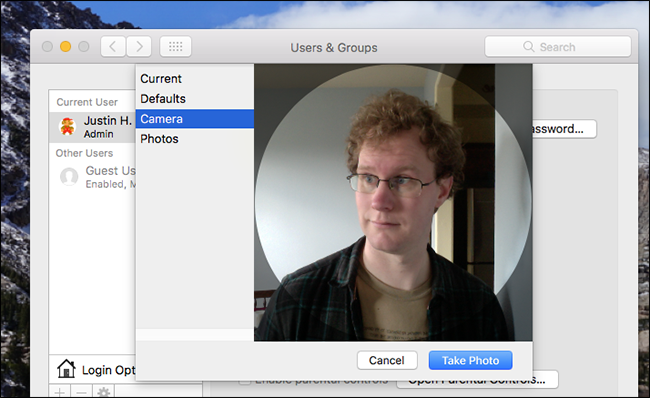 Users & Groups
Search
Current
Defaults
Camera
Photos
Current User
Justin H.
Admin
Other Users
Guest Us
Enabled, M
assword...
Cancel
Take Photo
Login Opt
Enable parental controls
Open Parental Controls...